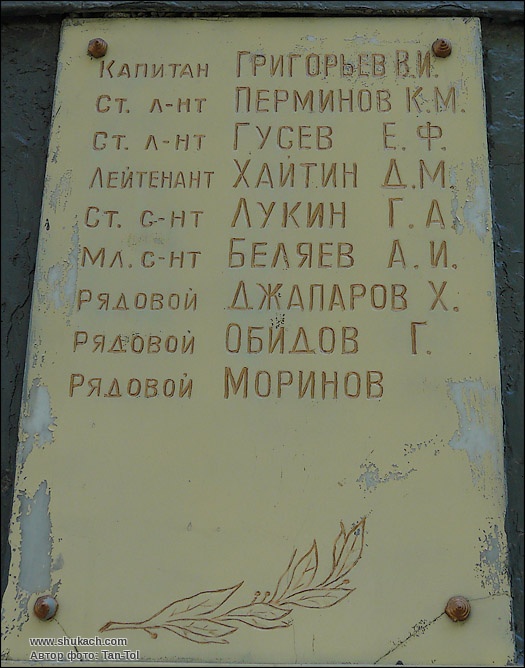 Капитан Григорьев В.И.
Ст. л-нт Перминов К.М.
Ст. л-нт Гусев Е.Ф.
Лейтенант Хайтин Д.М.
Ст. с-нт Лукин Г.А
Мл. с-нт Беляев А.И.
Рядовой Джапаров Х.
Рядовой Обидов Г.
Рядовой Моринов
www.shukach.com
Автор фото: Tan-Tol